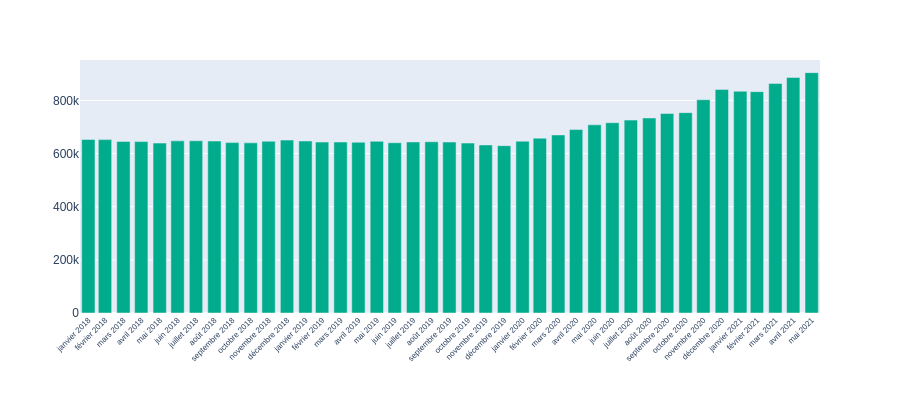 800k
600k
400k
200k
0
janvier 2018
février 2018
mars 2018
avril 2018
mai 2018
juin 2018
juillet 2018
août 2018
septembre 2018
octobre 2018
novembre 2018
décembre 2018
janvier 2019
février 2019
mars 2019
avril 2019
mai 2019
juin 2019
juillet 2019
août 2019
septembre 2019
octobre 2019
novembre 2019
décembre 2019
janvier 2020
février 2020
mars 2020
avril 2020
mai 2020
juin 2020
juillet 2020
août 2020
septembre 2020
octobre 2020
novembre 2020
décembre 2020
janvier 2021
février 2021
mars 2021
avril 2021
mai 2021